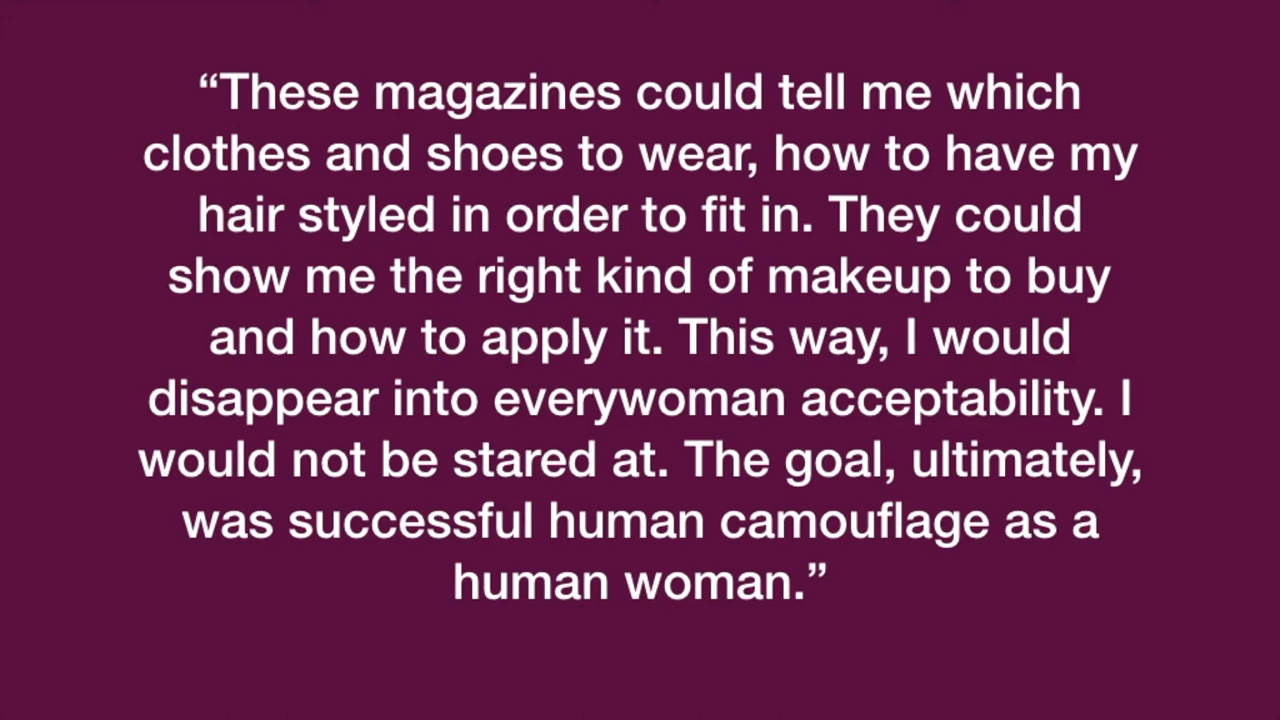 “These magazines could tell me which
clothes and shoes to wear, how to have my
hair styled in order to fit in. They could
show me the right kind of makeup to buy
and how to apply it. This way, I would
disappear into everywoman acceptability. I
would not be stared at. The goal, ultimately,
was successful human camouflage as a
human woman.”